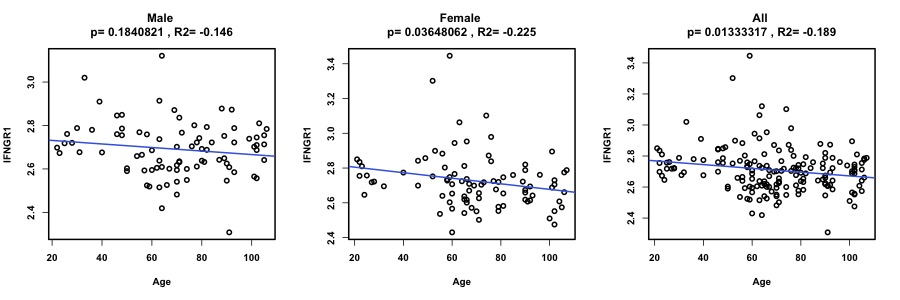 Male
p= 0.1840821 , R2= -0.146
IFNGR1
3.0
2.8
2.6
2.4
20 40 60 80 100
Age
Female
p= 0.03648062 , R2= -0.225
IFNGR1
3.4
3.2
3.0
2.8
2.6
2.4
20 40 60 80 100
Age
All
p= 0.01333317 , R2= -0.189
IFNGR1
3.4
3.2
3.0
2.8
2.6
2.4
20 40 60 80 100
Age